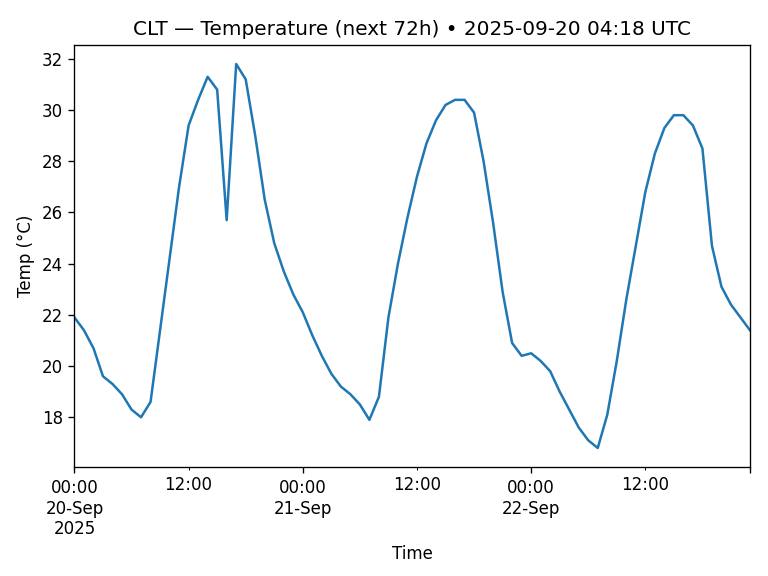 CLT — Temperature (next 72h) • 2025-09-20 04:18 UTC
32
30
28
26
24
22
20
18
Temp (°C)
00:00 12:00 00:00 12:00 00:00 12:00
20-Sep 21-Sep 22-Sep
2025
Time